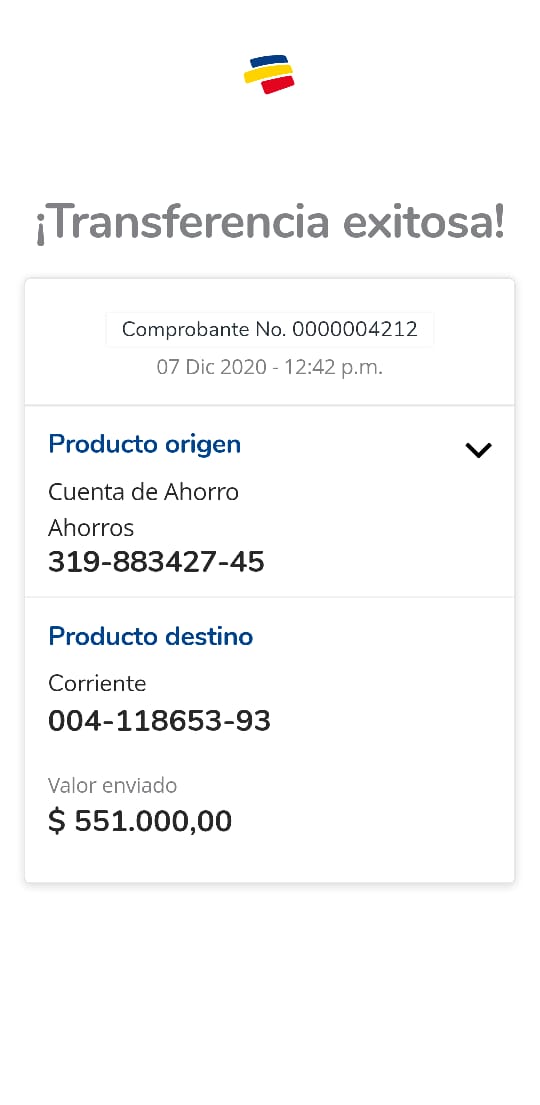 ¡Transferencia exitosa!
Comprobante No. 0000004212
07 Dic 2020 - 12:42 p.m.
Producto origen
Cuenta de Ahorro
Ahorros
319-883427-45
Producto destino
Corriente
004-118653-93
Valor enviado
$ 551.000,00